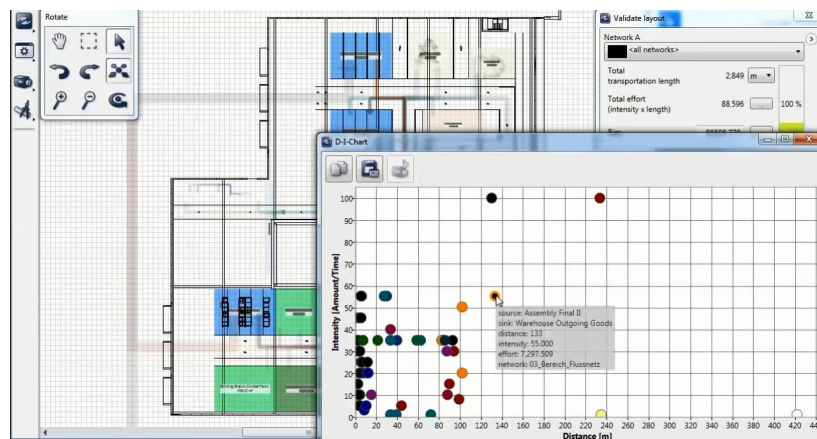 Rotate
Validate layout
Network A
<all networks>
Total
transportation length
2,849
m
Total effort
(intensity x length)
88,596
...
100 %
D-I-Chart
Intensity [Amount/Time]
100
90
80
70
60
50
40
30
20
10
0
source: Assembly Final II
sink: Warehouse Outgoing Goods
distance: 133
intensity: 55.000
effort: 7,297.509
network: 03_Bereich_Flussnetz
0 20 40 60 80 100 120 140 160 180 200 220 240 260 280 300 320 340 360 380 400 420 44
Distance [m]